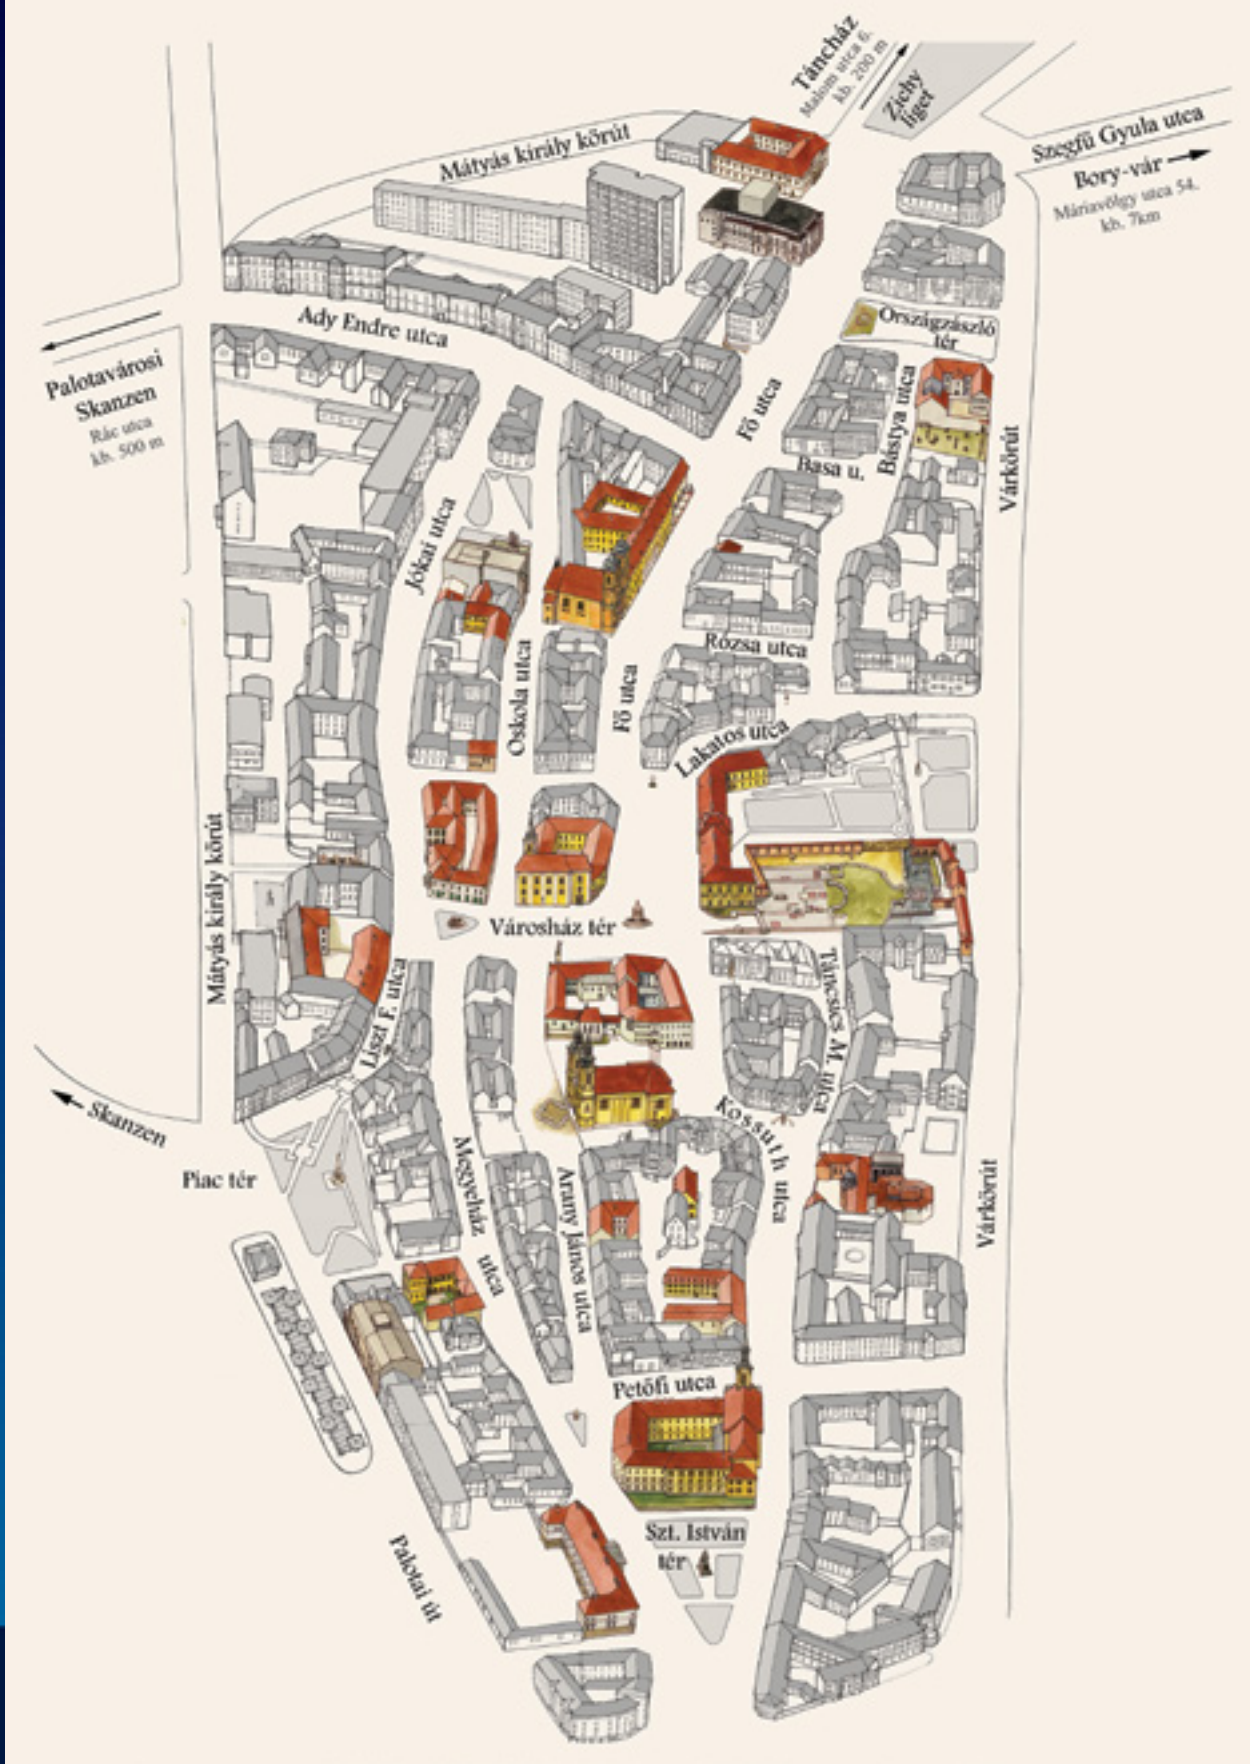 Táncház
Malom utca 6.
kb. 200 m
Zichy
liget
Szegfű Gyula utca
Bory-vár
Máriavölgy utca 54.
kb. 7km
Mátyás király körút
Ady Endre utca
Országzászló
tér
Palotavárosi
Skanzen
Rác utca
kb. 500 m
Fő utca
Bástya utca
Basa u.
Várkörút
Jókai utca
Rózsa utca
Oskola utca
Fő utca
Lakatos utca
Mátyás király körút
Városház tér
Liszt F. utca
Táncsics M. utca
Skanzen
Kossuth utca
Piac tér
Megyeház utca
Arany János utca
Várkörút
Petőfi utca
Szt. István
tér
Palotai út